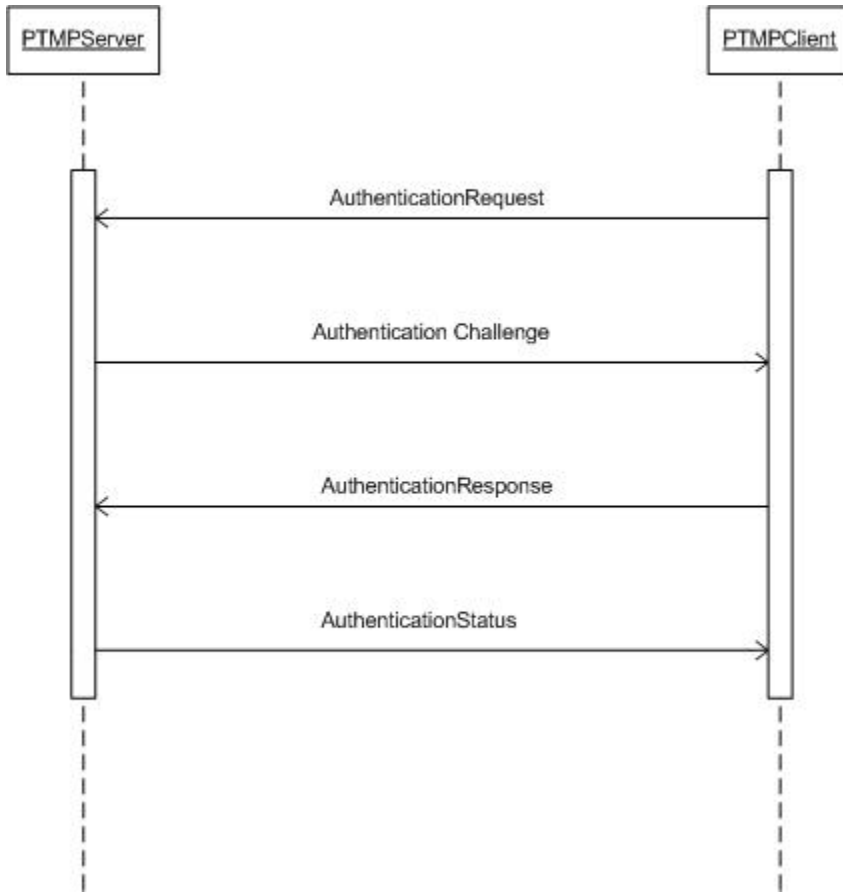 PTMPServer
PTMPClient
AuthenticationRequest
Authentication Challenge
AuthenticationResponse
AuthenticationStatus